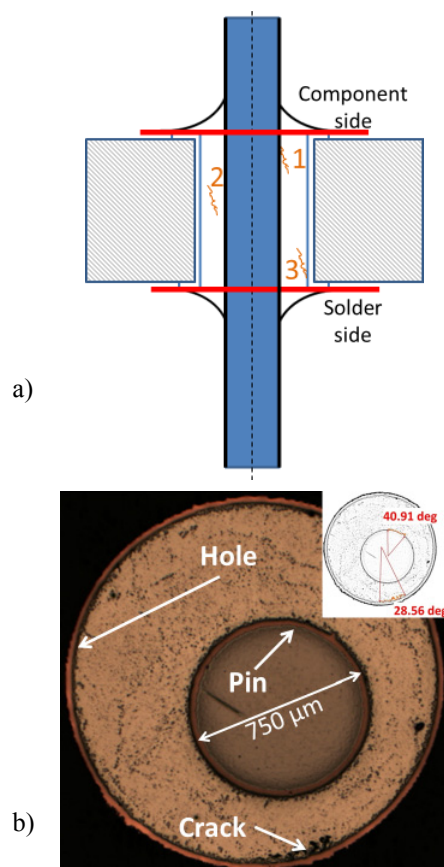 Component
side
1
2
3
Solder
side
a)
40.91 deg
Hole
28.56 deg
Pin
750 µm
Crack
b)